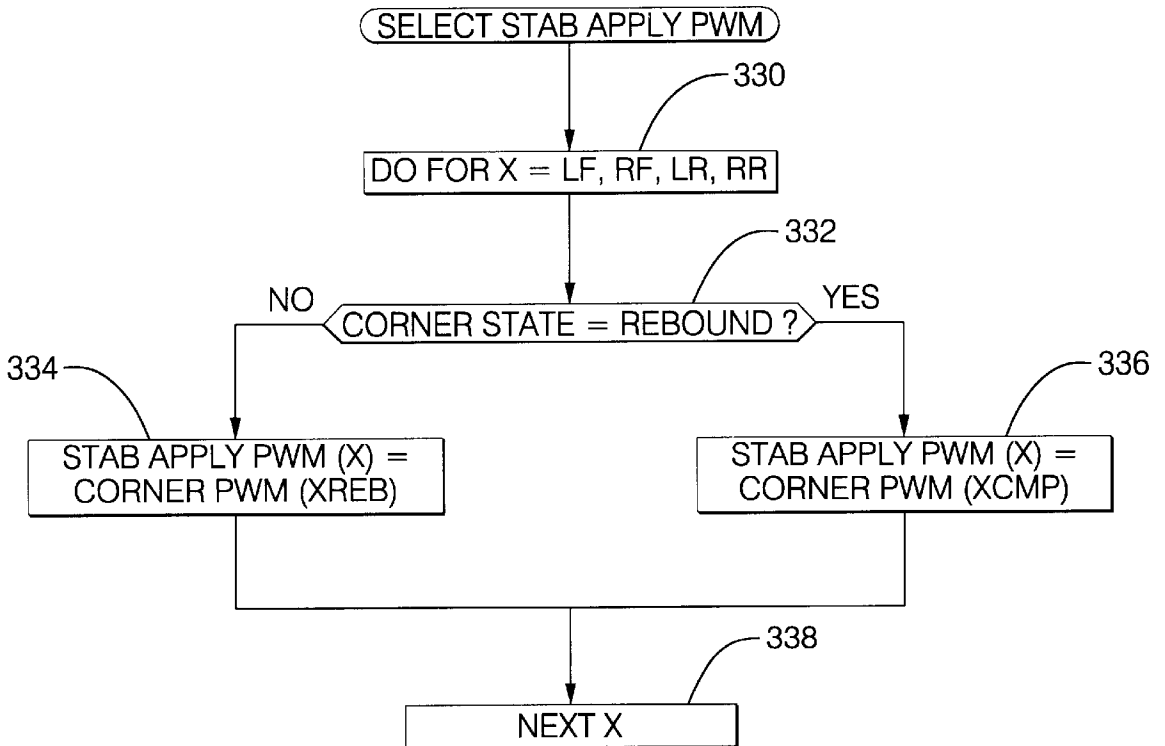 SELECT STAB APPLY PWM
330
DO FOR X = LF, RF, LR, RR
332
NO
YES
CORNER STATE = REBOUND ?
334
336
STAB APPLY PWM (X) =
CORNER PWM (XREB)
STAB APPLY PWM (X) =
CORNER PWM (XCMP)
338
NEXT X